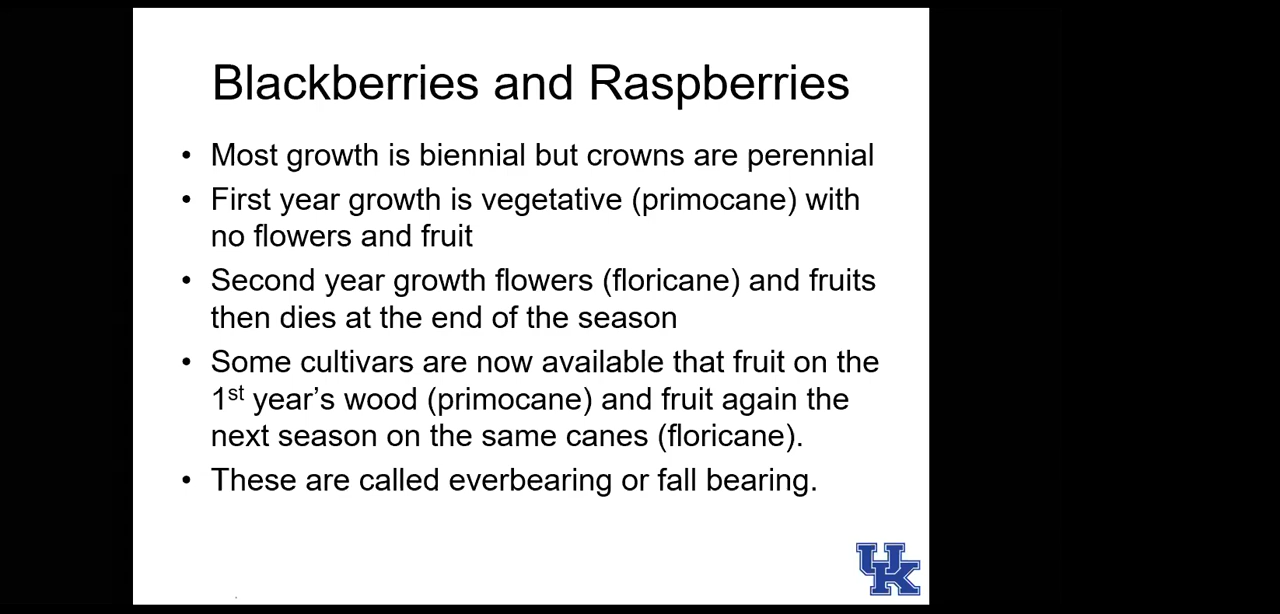 Blackberries and Raspberries
• Most growth is biennial but crowns are perennial
• First year growth is vegetative (primocane) with
no flowers and fruit
• Second year growth flowers (floricane) and fruits
then dies at the end of the season
• Some cultivars are now available that fruit on the
1st year’s wood (primocane) and fruit again the
next season on the same canes (floricane).
• These are called everbearing or fall bearing.
UK